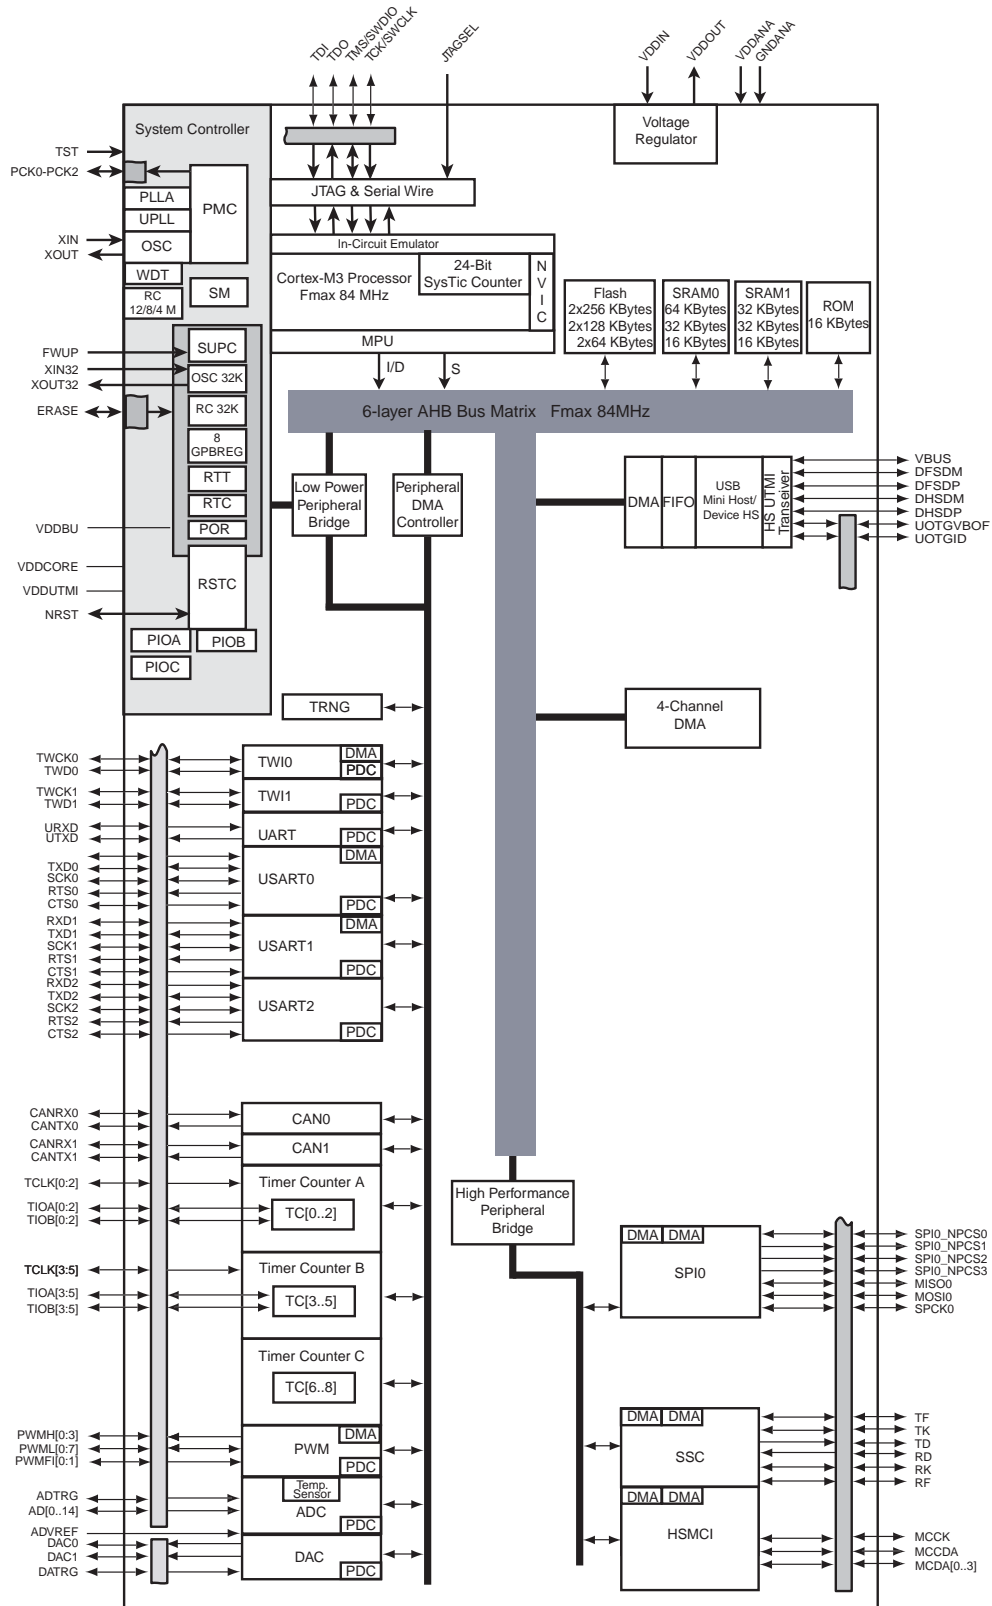 TDI
TDO
TMS/SWDIO
TCK/SWCLK
JTAGSEL
VDDIN
VDDOUT
VDDANA
GNDANA
System Controller
Voltage
Regulator
TST
PCK0-PCK2
PLLA
UPLL
PMC
XIN
XOUT
OSC
WDT
RC
12/8/4 M
SM
JTAG & Serial Wire
In-Circuit Emulator
Cortex-M3 Processor
Fmax 84 MHz
24-Bit
SysTic Counter
N
V
I
C
MPU
I/D
S
Flash
2x256 KBytes
2x128 KBytes
2x64 KBytes
SRAM0
64 KBytes
32 KBytes
16 KBytes
SRAM1
32 KBytes
32 KBytes
16 KBytes
ROM
16 KBytes
FWUP
XIN32
XOUT32
ERASE
SUPC
OSC 32K
RC 32K
8
GPBREG
RTT
RTC
POR
VDDBU
VDDCORE
VDDUTMI
NRST
RSTC
PIOA
PIOB
PIOC
6-layer AHB Bus Matrix Fmax 84MHz
Low Power
Peripheral
Bridge
Peripheral
DMA
Controller
DMA
FIFO
USB
Mini Host/
Device HS
HS UTMI
Transeiver
VBUS
DFSDM
DFSDP
DHSDM
DHSDP
UOTGVBOF
UOTGID
TRNG
4-Channel
DMA
TWCK0
TWD0
TWI0
DMA
PDC
TWCK1
TWD1
TWI1
PDC
URXD
UTXD
UART
PDC
TXD0
SCK0
RTS0
CTS0
USART0
DMA
PDC
RXD1
TXD1
SCK1
RTS1
CTS1
USART1
DMA
PDC
RXD2
TXD2
SCK2
RTS2
CTS2
USART2
PDC
CANRX0
CANTX0
CAN0
CANRX1
CANTX1
CAN1
TCLK[0:2]
TIOA[0:2]
TIOB[0:2]
Timer Counter A
TC[0..2]
TCLK[3:5]
TIOA[3:5]
TIOB[3:5]
Timer Counter B
TC[3..5]
Timer Counter C
TC[6..8]
PWMH[0:3]
PWML[0:7]
PWMFI[0:1]
PWM
DMA
PDC
ADTRG
AD[0..14]
ADVREF
Temp.
Sensor
ADC
PDC
DAC0
DAC1
DATRG
DAC
PDC
High Performance
Peripheral
Bridge
DMA
DMA
SPI0
SPI0_NPCS0
SPI0_NPCS1
SPI0_NPCS2
SPI0_NPCS3
MISO0
MOSI0
SPCK0
DMA
DMA
SSC
TF
TK
TD
RD
RK
RF
DMA
DMA
HSMCI
MCCK
MCCDA
MCDA[0..3]